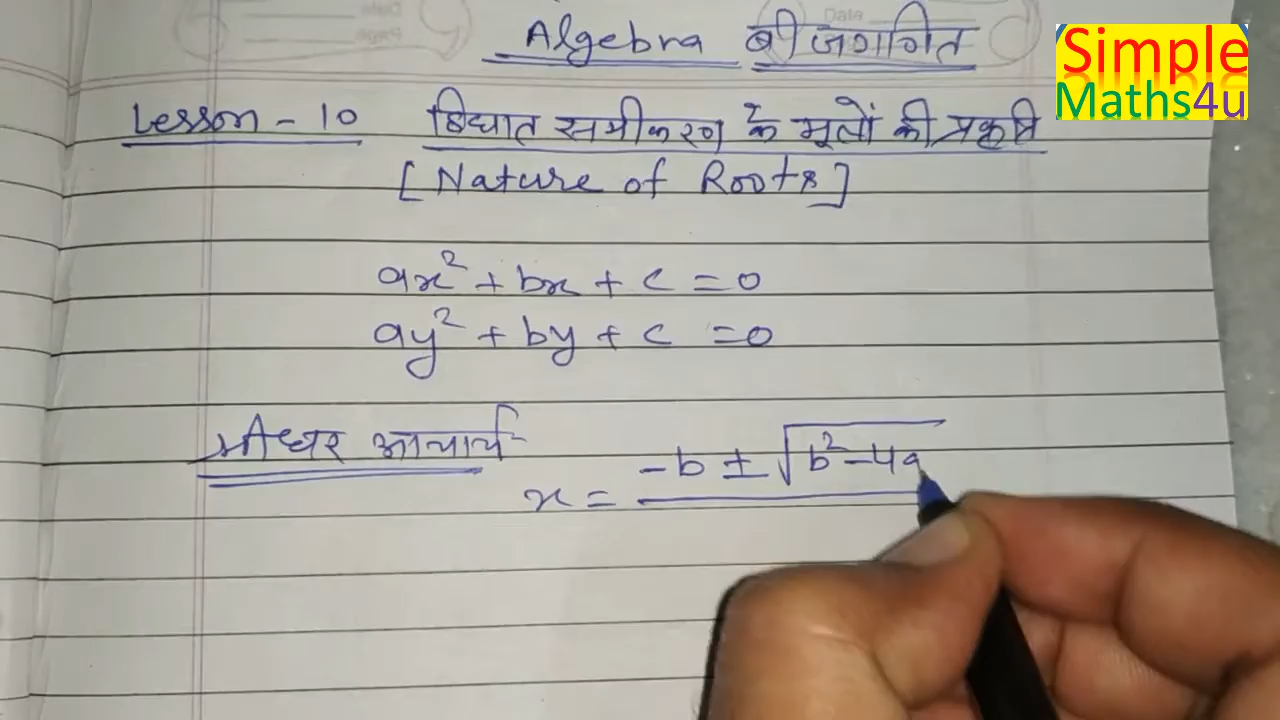 Algebra बीजगणित
Simple
Maths4u
Lesson - 10 द्विघात समीकरण के मूलों की प्रकृति
[Nature of Roots]
ax² + bx + c = 0
ay² + by + c = 0
श्रीधर आचार्य -
x = -b ± √b² - 4a